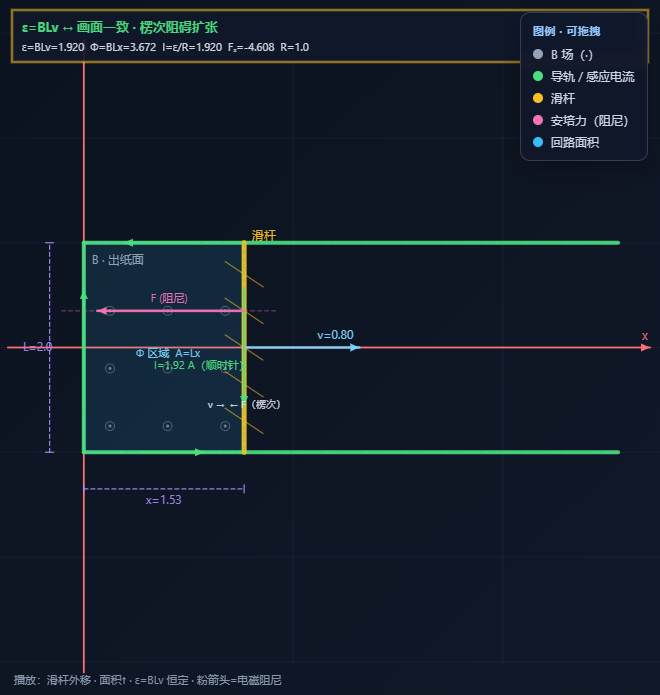 ε=BLv ↔ 画面一致 · 楞次阻碍扩张
ε=BLv=1.920 Φ=BLx=3.672 I=ε/R=1.920 Fₓ=-4.608 R=1.0
图例 · 可拖拽
B 场（·）
导轨 / 感应电流
滑杆
安培力（阻尼）
回路面积
滑杆
B · 出纸面
F (阻尼)
v=0.80
x
L=2.0
Φ 区域 A=Lx
I=1.92 A（顺时针）
v → ← F（楞次）
x=1.53
播放：滑杆外移 · 面积↑ · ε=BLv 恒定 · 粉箭头=电磁阻尼